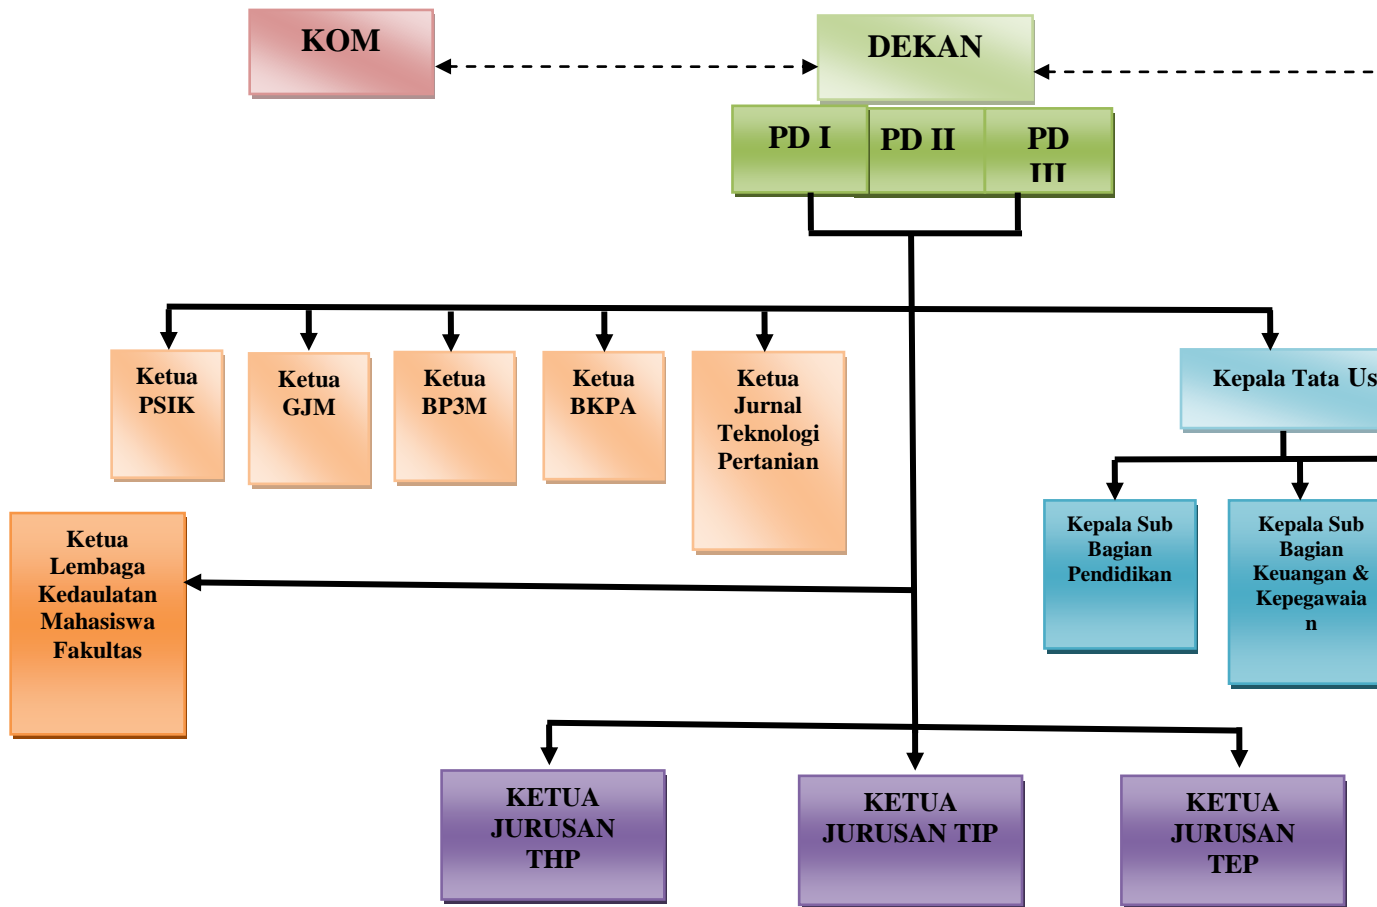 KOM
DEKAN
PD I
PD II
PD
III
Ketua
PSIK
Ketua
GJM
Ketua
BP3M
Ketua
BKPA
Ketua
Jurnal
Teknologi
Pertanian
Kepala Tata Us
Kepala Sub
Bagian
Pendidikan
Kepala Sub
Bagian
Keuangan &
Kepegawaia
n
Ketua
Lembaga
Kedaulatan
Mahasiswa
Fakultas
KETUA
JURUSAN
THP
KETUA
JURUSAN TIP
KETUA
JURUSAN
TEP